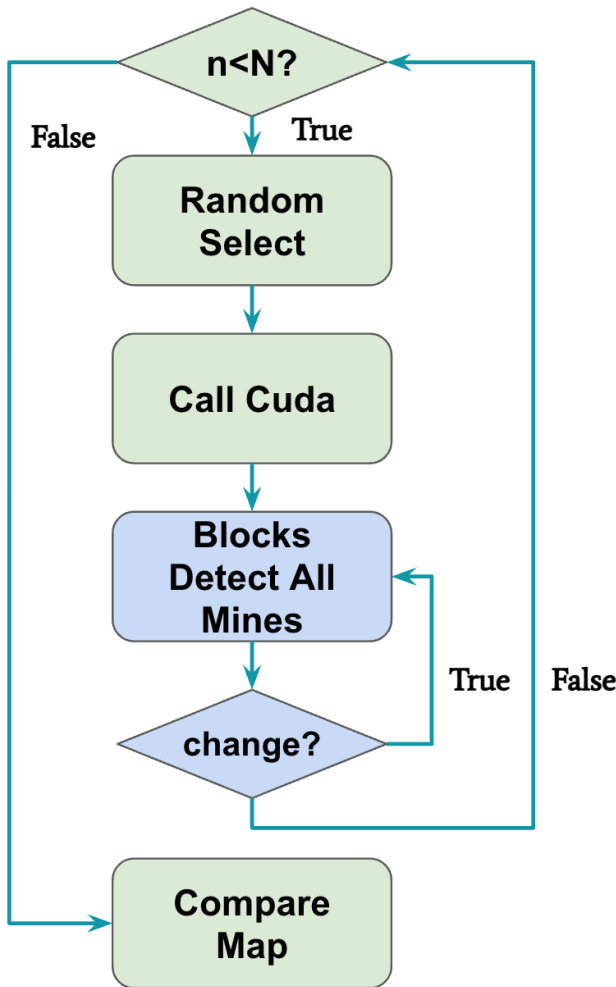 n<N?
True
False
Random
Select
Call Cuda
Blocks
Detect All
Mines
True
False
change?
Compare
Map